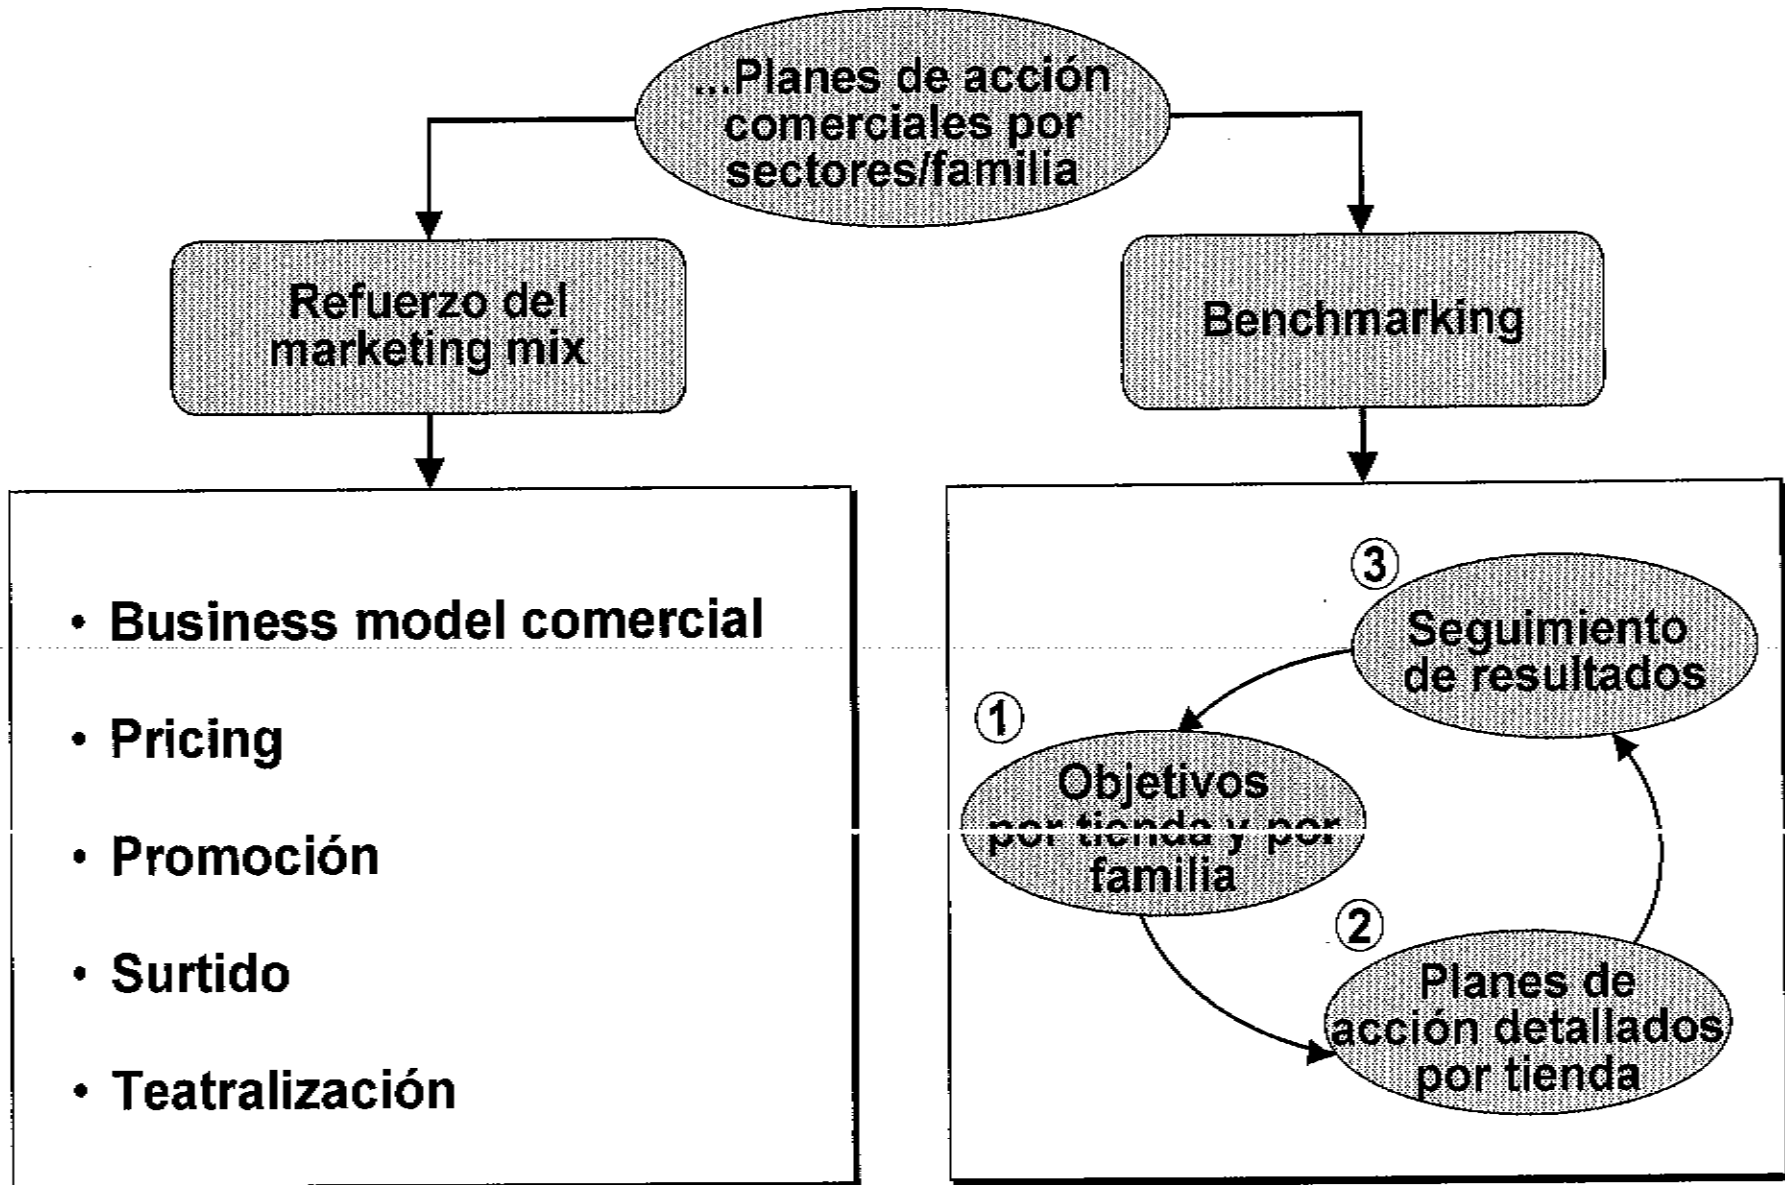 ...Planes de acción
comerciales por
sectores/familia
Refuerzo del
marketing mix
Benchmarking
• Business model comercial
• Pricing
• Promoción
• Surtido
• Teatralización
3
Seguimiento
de resultados
1
Objetivos
por tienda y por
familia
2
Planes de
acción detallados
por tienda